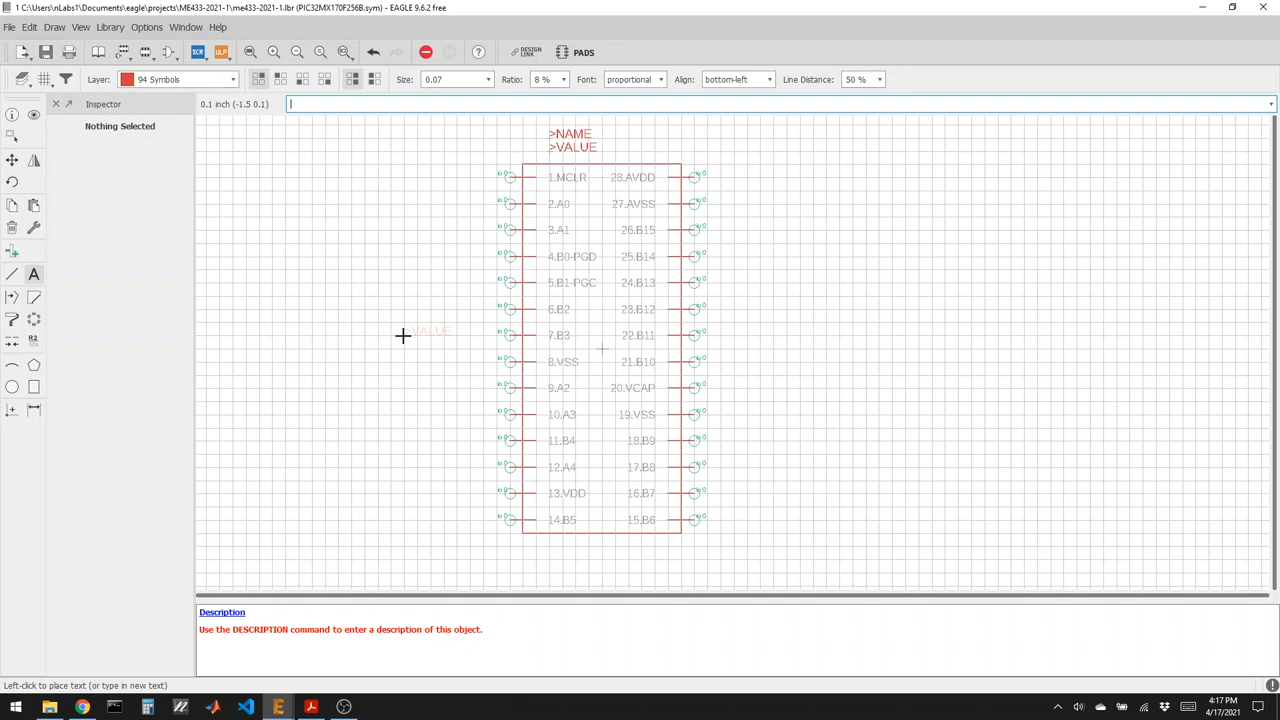 1 C:\Users\nLabs1\Documents\eagle\projects\ME433-2021-1\me433-2021-1.lbr (PIC32MX170F256B.sym) - EAGLE 9.6.2 free
File Edit Draw View Library Options Window Help
SCR ULP DESIGN LINK PADS
Layer: 94 Symbols Size: 0.07 Ratio: 8 % Font: proportional Align: bottom-left Line Distance: 50 %
Inspector 0.1 inch (-1.5 0.1)
Nothing Selected
>NAME
>VALUE
1.MCLR 28.AVDD
2.A0 27.AVSS
3.A1 26.B15
4.B0-PGD 25.B14
5.B1-PGC 24.B13
6.B2 23.B12
>VALUE
7.B3 22.B11
8.VSS 21.B10
9.A2 20.VCAP
10.A3 19.VSS
11.B4 18.B9
12.A4 17.B8
13.VDD 16.B7
14.B5 15.B6
R2
10k
Description
Use the DESCRIPTION command to enter a description of this object.
Left-click to place text (or type in new text)
4:17 PM
4/17/2021